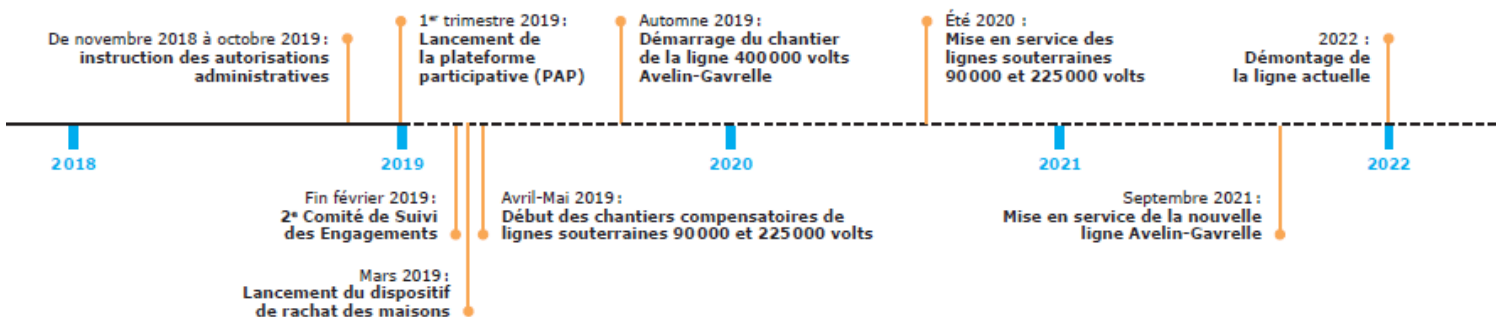 De novembre 2018 à octobre 2019 :
instruction des autorisations
administratives
1er trimestre 2019 :
Lancement de
la plateforme
participative (PAP)
Automne 2019 :
Démarrage du chantier
de la ligne 400 000 volts
Avelin-Gavrelle
Été 2020 :
Mise en service des
lignes souterraines
90 000 et 225 000 volts
2022 :
Démontage de
la ligne actuelle
2018
2019
2020
2021
2022
Fin février 2019 :
2e Comité de Suivi
des Engagements
Avril-Mai 2019 :
Début des chantiers compensatoires de
lignes souterraines 90 000 et 225 000 volts
Septembre 2021 :
Mise en service de la nouvelle
ligne Avelin-Gavrelle
Mars 2019 :
Lancement du dispositif
de rachat des maisons